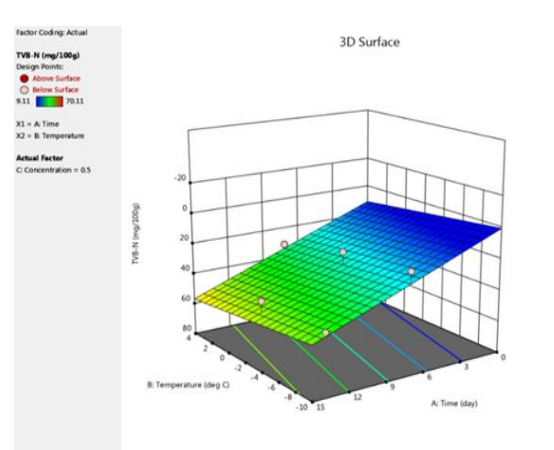 Factor Coding: Actual
3D Surface
TVB-N (mg/100g)
Design Points:
Above Surface
Below Surface
9.11 70.11
X1 = A: Time
X2 = B: Temperature
Actual Factor
C: Concentration = 0.5
TVB-N (mg/100g)
-20
0
20
40
60
80
4
2
0
-2
-4
-6
-8
-10
15
12
9
6
3
0
B: Temperature (deg C)
A: Time (day)